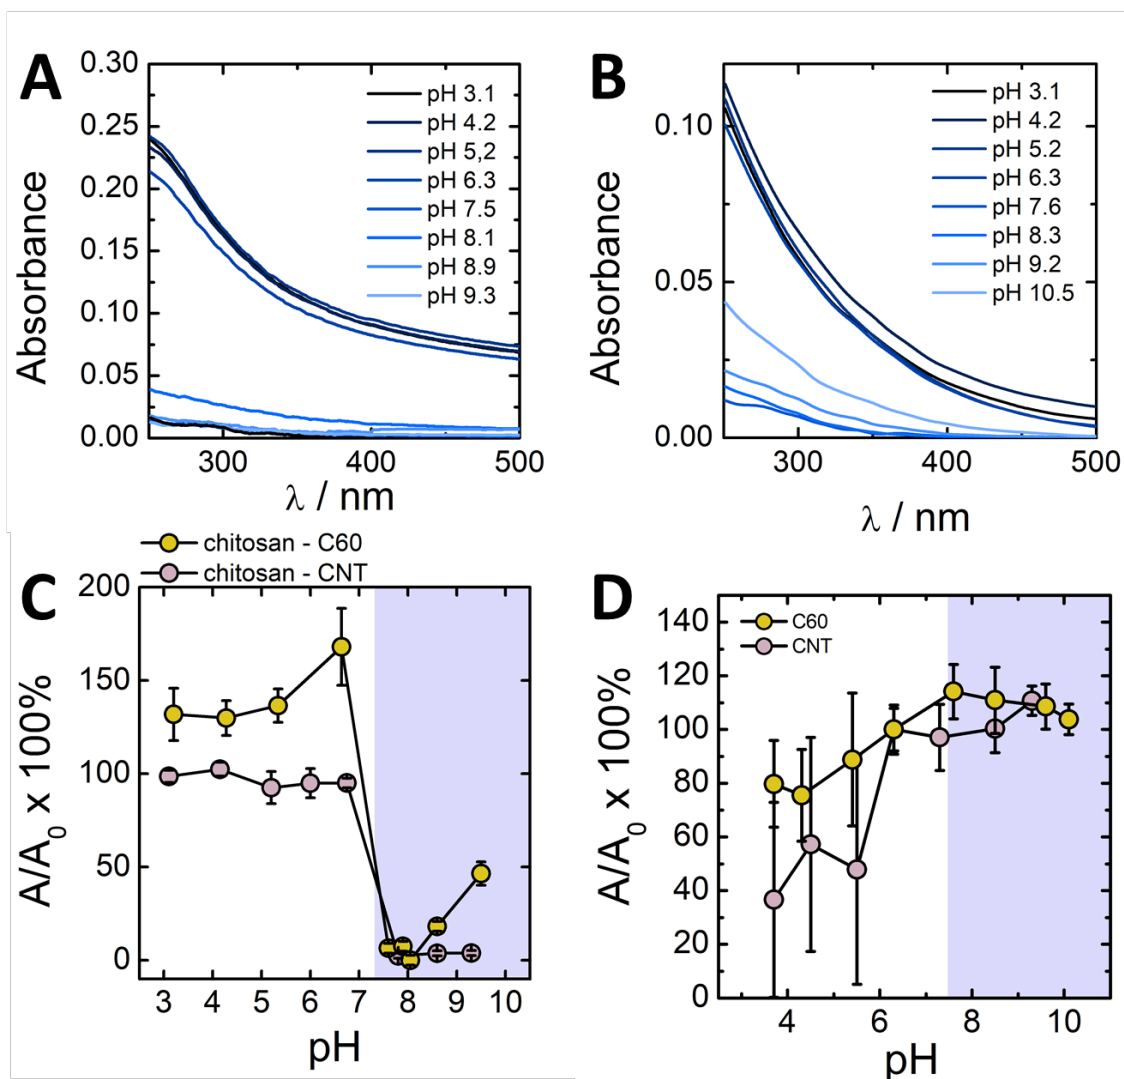 A
0.30
0.25
0.20
0.15
0.10
0.05
0.00
Absorbance
300
400
500
λ / nm
pH 3.1
pH 4.2
pH 5,2
pH 6.3
pH 7.5
pH 8.1
pH 8.9
pH 9.3
B
0.10
0.05
0.00
Absorbance
300
400
500
λ / nm
pH 3.1
pH 4.2
pH 5.2
pH 6.3
pH 7.6
pH 8.3
pH 9.2
pH 10.5
chitosan - C60
chitosan - CNT
C
200
150
100
50
0
A/A0 x 100%
3 4 5 6 7 8 9 10
pH
D
C60
CNT
140
120
100
80
60
40
20
0
A/A0 x 100%
4 6 8 10
pH